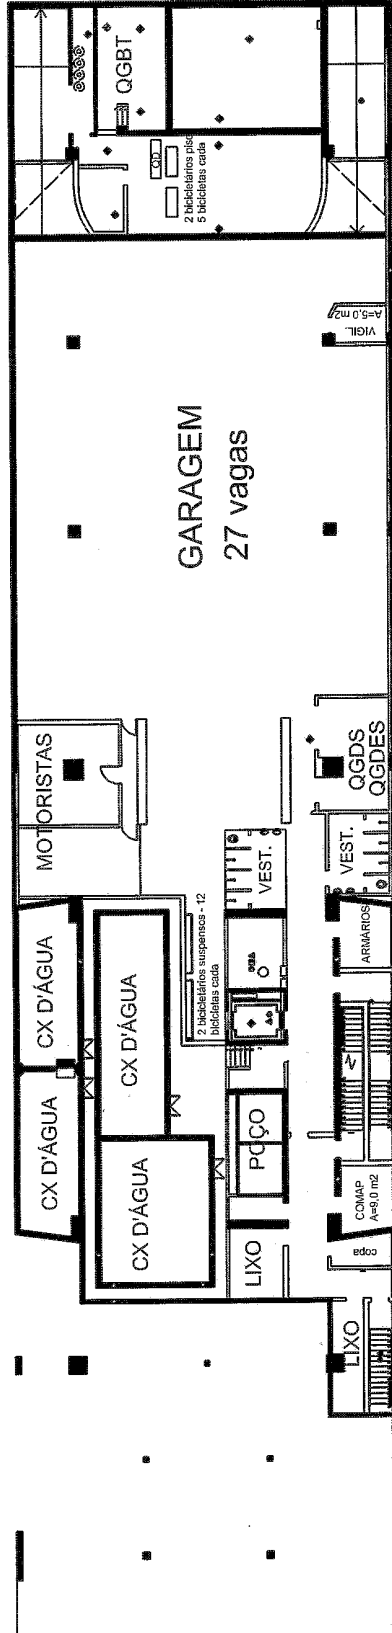 QGBT
QD
2 bicicletários piso
5 bicicletas cada
VIGIL.
A=5,0 m2
GARAGEM
27 vagas
MOTORISTAS
QGDS
QGDES
VEST.
VEST.
2 bicicletários suspensos - 12
bicicletas cada
ARMÁRIOS
CX D'ÁGUA
CX D'ÁGUA
CX D'ÁGUA
CX D'ÁGUA
POÇO
COMAP
A=9,0 m2
copa
LIXO
LIXO